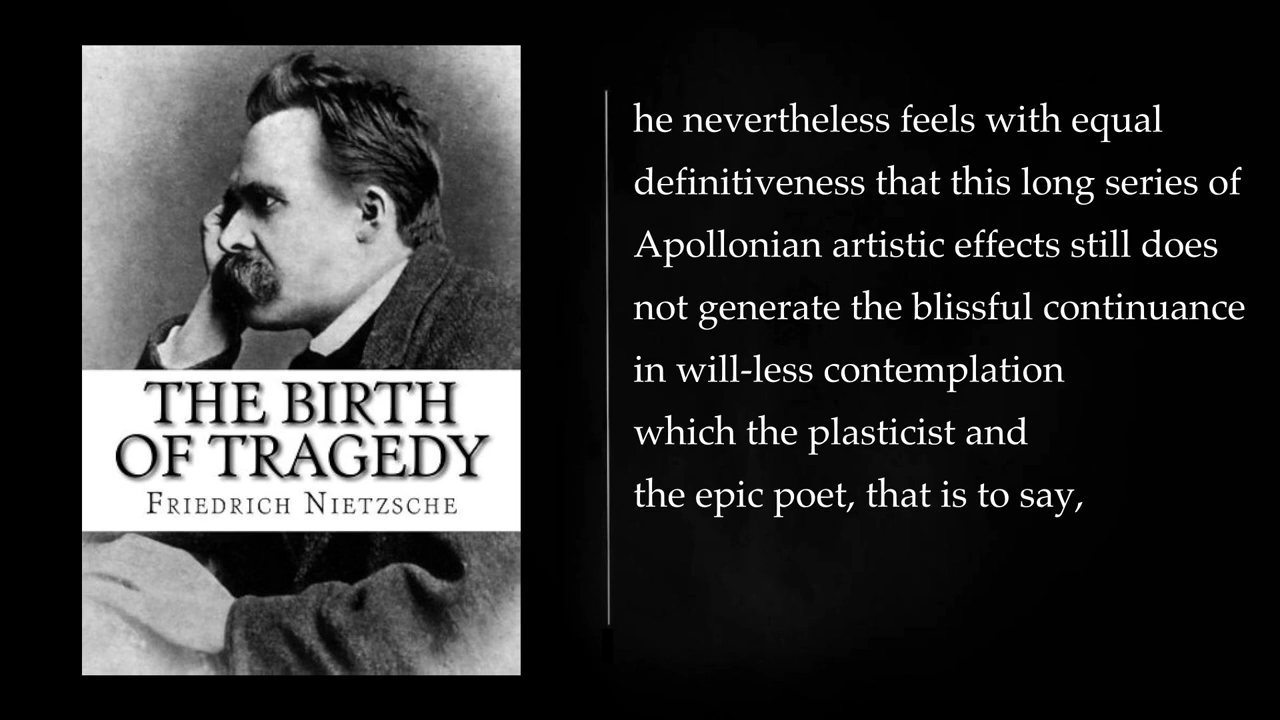 THE BIRTH
OF TRAGEDY
FRIEDRICH NIETZSCHE
he nevertheless feels with equal
definitiveness that this long series of
Apollonian artistic effects still does
not generate the blissful continuance
in will-less contemplation
which the plasticist and
the epic poet, that is to say,